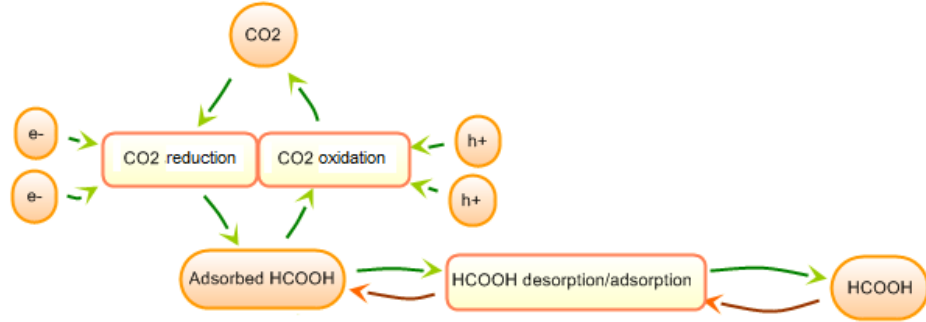 CO2
e-
CO2 reduction
CO2 oxidation
h+
e-
h+
Adsorbed HCOOH
HCOOH desorption/adsorption
HCOOH